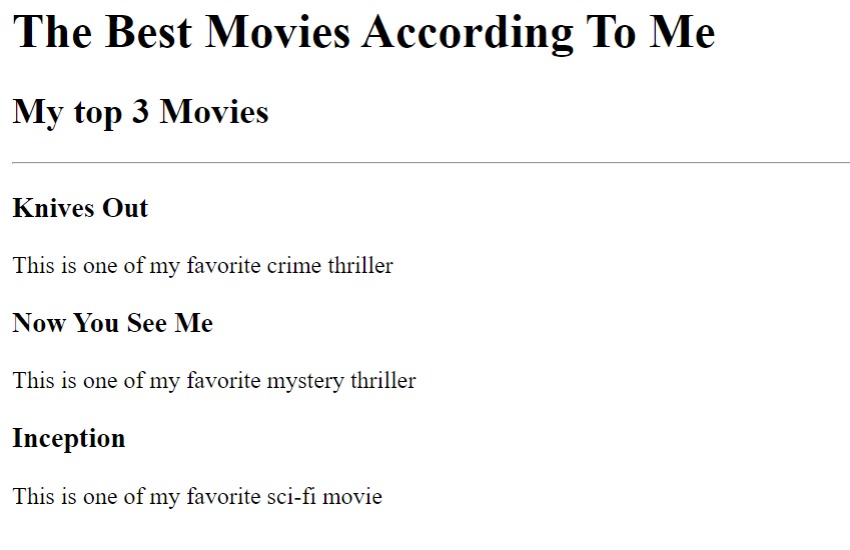 The Best Movies According To Me
My top 3 Movies
Knives Out
This is one of my favorite crime thriller
Now You See Me
This is one of my favorite mystery thriller
Inception
This is one of my favorite sci-fi movie